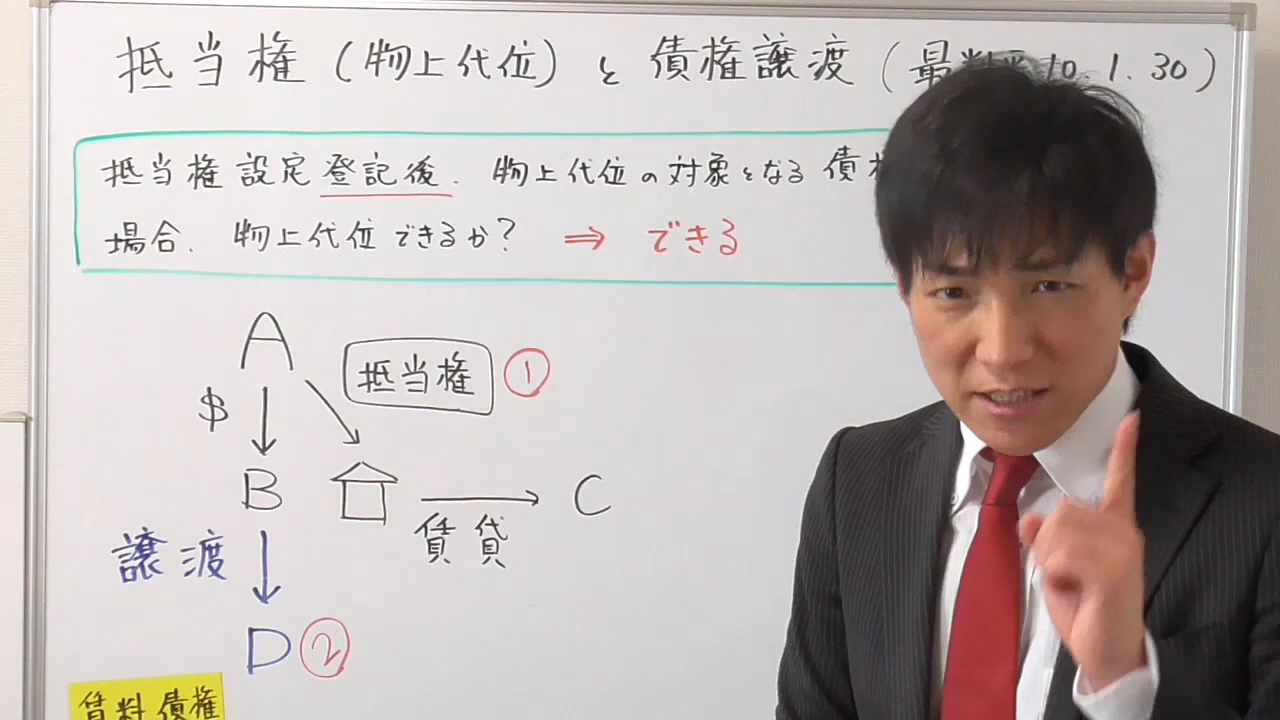 抵当権(物上代位)と債権譲渡(最判平10.1.30)
抵当権設定登記後、物上代位の対象となる債権
場合、物上代位できるか? ⇒ できる
A
抵当権 ①
$
B
C
賃貸
譲渡
D ②
賃料債権